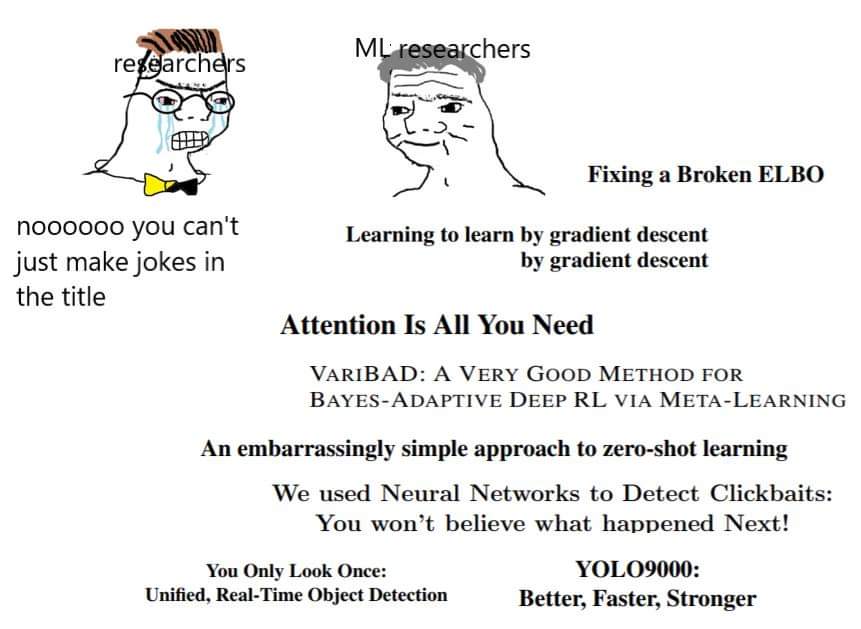 researchers
ML researchers
noooooo you can't
just make jokes in
the title
Fixing a Broken ELBO
Learning to learn by gradient descent
by gradient descent
Attention Is All You Need
VARIBAD: A VERY GOOD METHOD FOR
BAYES-ADAPTIVE DEEP RL VIA META-LEARNING
An embarrassingly simple approach to zero-shot learning
We used Neural Networks to Detect Clickbaits:
You won't believe what happened Next!
You Only Look Once:
Unified, Real-Time Object Detection
YOLO9000:
Better, Faster, Stronger